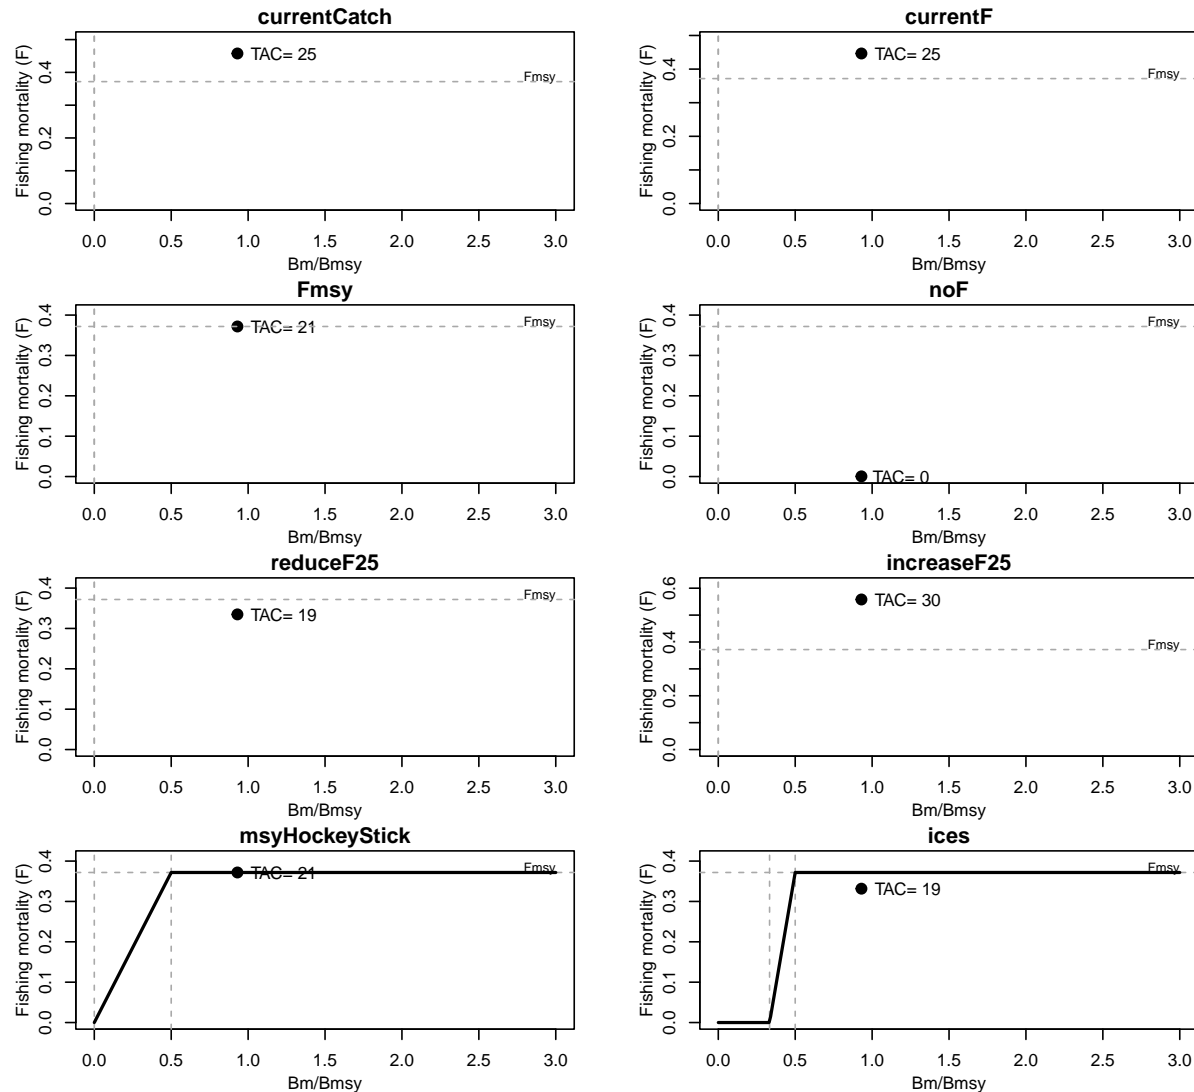 currentCatch
Fishing mortality (F)
0.0 0.2 0.4
TAC= 25
Fmsy
0.0 0.5 1.0 1.5 2.0 2.5 3.0
Bm/Bmsy
currentF
Fishing mortality (F)
0.0 0.2 0.4
TAC= 25
Fmsy
0.0 0.5 1.0 1.5 2.0 2.5 3.0
Bm/Bmsy
Fmsy
Fishing mortality (F)
0.0 0.1 0.2 0.3 0.4
TAC= 21
Fmsy
0.0 0.5 1.0 1.5 2.0 2.5 3.0
Bm/Bmsy
noF
Fishing mortality (F)
0.0 0.1 0.2 0.3 0.4
Fmsy
TAC= 0
0.0 0.5 1.0 1.5 2.0 2.5 3.0
Bm/Bmsy
reduceF25
Fishing mortality (F)
0.0 0.1 0.2 0.3 0.4
Fmsy
TAC= 19
0.0 0.5 1.0 1.5 2.0 2.5 3.0
Bm/Bmsy
increaseF25
Fishing mortality (F)
0.0 0.2 0.4 0.6
TAC= 30
Fmsy
0.0 0.5 1.0 1.5 2.0 2.5 3.0
Bm/Bmsy
msyHockeyStick
Fishing mortality (F)
0.0 0.1 0.2 0.3 0.4
TAC= 21
Fmsy
0.0 0.5 1.0 1.5 2.0 2.5 3.0
Bm/Bmsy
ices
Fishing mortality (F)
0.0 0.1 0.2 0.3 0.4
Fmsy
TAC= 19
0.0 0.5 1.0 1.5 2.0 2.5 3.0
Bm/Bmsy